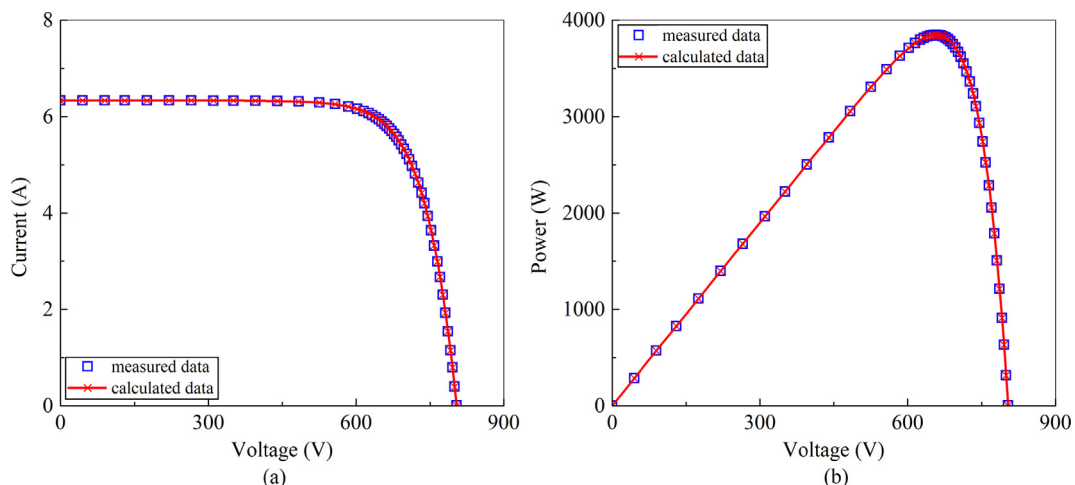 8
6
4
2
0
Current (A)
measured data
calculated data
0
300
600
900
Voltage (V)
(a)
4000
3000
2000
1000
0
Power (W)
measured data
calculated data
0
300
600
900
Voltage (V)
(b)